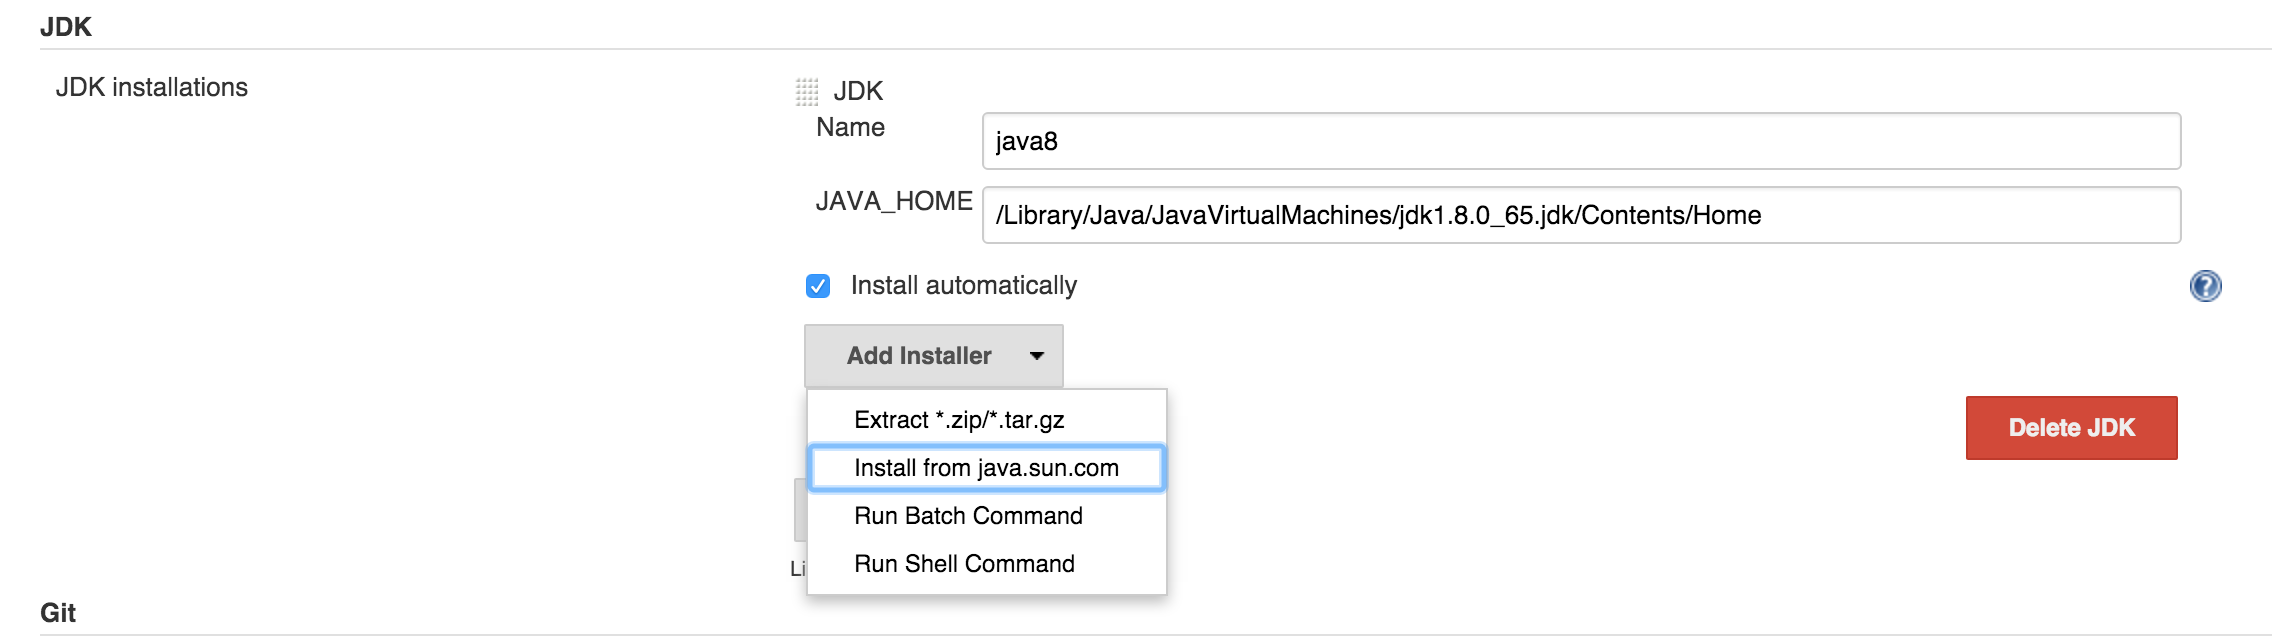 JDK
JDK installations
JDK
Name
java8
JAVA_HOME
/Library/Java/JavaVirtualMachines/jdk1.8.0_65.jdk/Contents/Home
Install automatically
?
Add Installer
Extract *.zip/*.tar.gz
Install from java.sun.com
Run Batch Command
Run Shell Command
Delete JDK
Li
Git